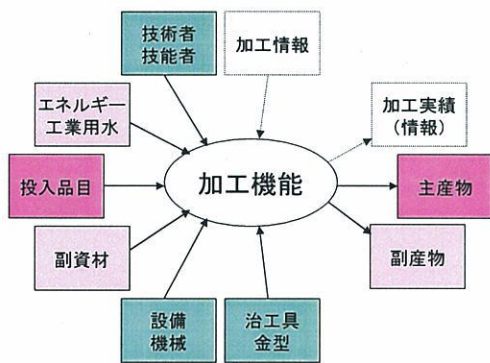 技術者
技能者
加工情報
エネルギー
工業用水
加工実績
（情報）
投入品目
加工機能
主産物
副資材
副産物
設備
機械
治工具
金型